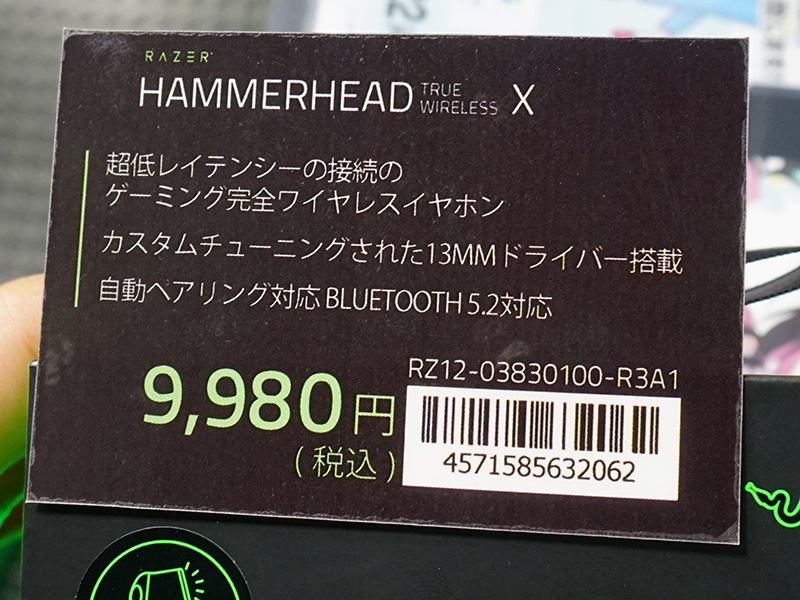 RAZER
HAMMERHEAD TRUE WIRELESS X
超低レイテンシーの接続の
ゲーミング完全ワイヤレスイヤホン
カスタムチューニングされた13MMドライバー搭載
自動ペアリング対応 BLUETOOTH 5.2対応
RZ12-03830100-R3A1
9,980円
(税込)
4571585632062